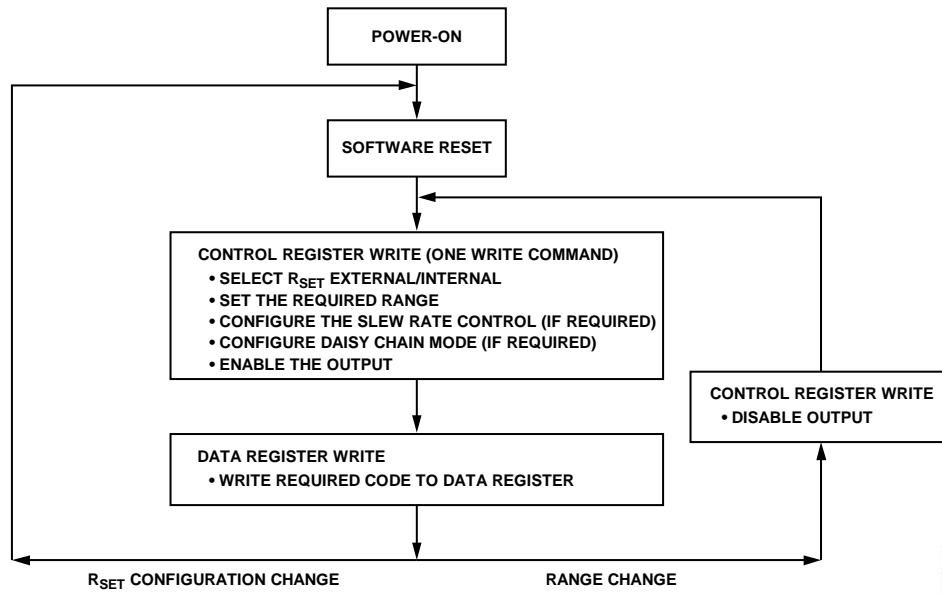 POWER-ON
SOFTWARE RESET
CONTROL REGISTER WRITE (ONE WRITE COMMAND)
• SELECT RSET EXTERNAL/INTERNAL
• SET THE REQUIRED RANGE
• CONFIGURE THE SLEW RATE CONTROL (IF REQUIRED)
• CONFIGURE DAISY CHAIN MODE (IF REQUIRED)
• ENABLE THE OUTPUT
CONTROL REGISTER WRITE
• DISABLE OUTPUT
DATA REGISTER WRITE
• WRITE REQUIRED CODE TO DATA REGISTER
RSET CONFIGURATION CHANGE
RANGE CHANGE